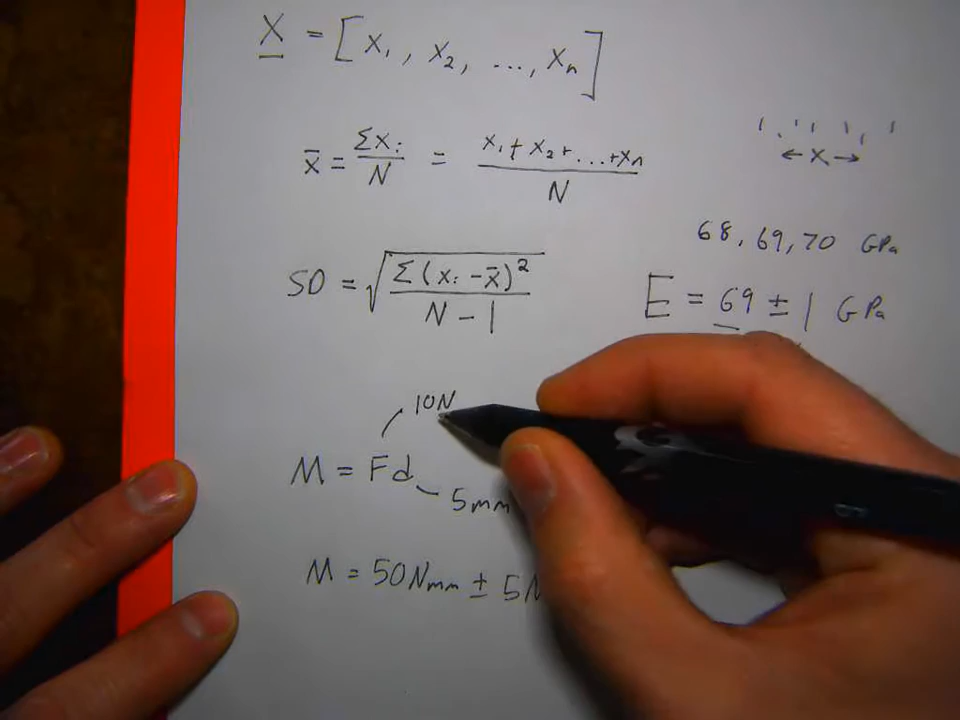 X = [x₁, x₂, ..., xₙ]
x̄ = Σxᵢ/N = x₁+x₂+...+xₙ/N
← x →
68, 69, 70 GPa
SD = √(Σ(xᵢ-x̄)²/N-1)
E = 69 ± 1 GPa
10N
M = Fd
5mm
M = 50Nmm ± 5N